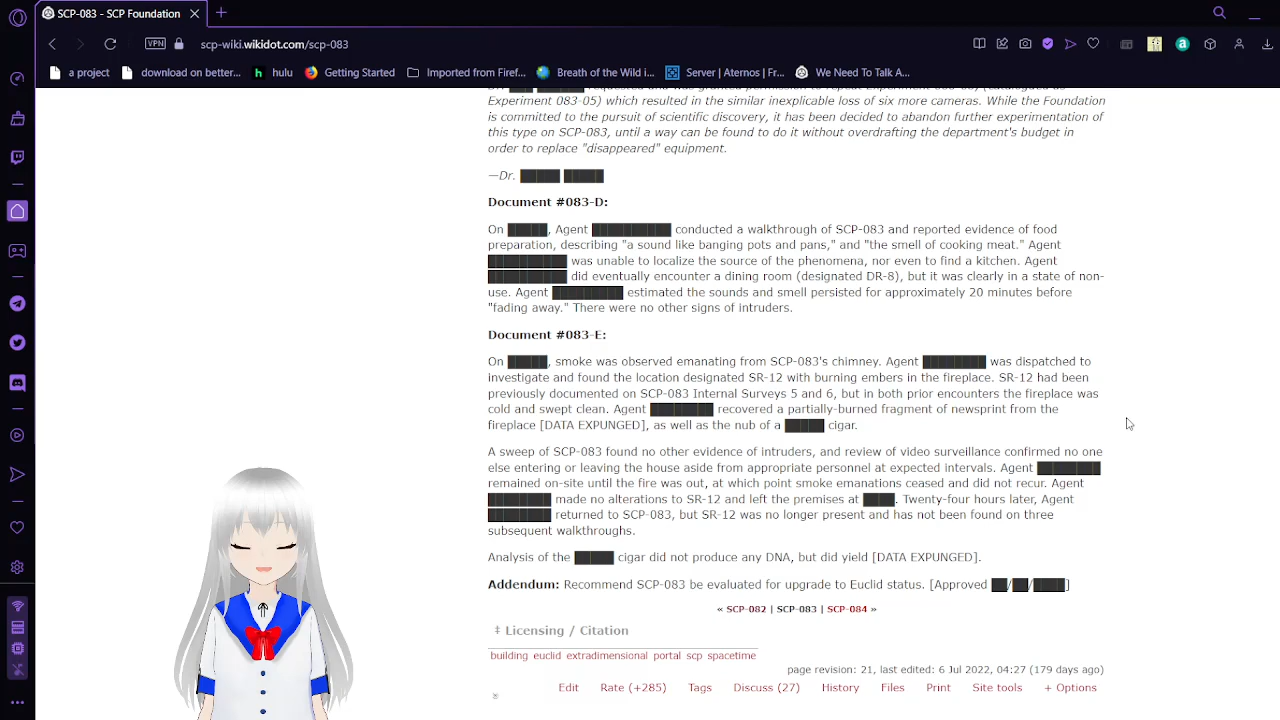 SCP-083 - SCP Foundation
VPN scp-wiki.wikidot.com/scp-083
a project download on better... hulu Getting Started Imported from Firef... Breath of the Wild i... Server | Aternos | Fr... We Need To Talk A...
requested and was granted permission to repeat Experiment
Experiment 083-05) which resulted in the similar inexplicable loss of six more cameras. While the Foundation
is committed to the pursuit of scientific discovery, it has been decided to abandon further experimentation of
this type on SCP-083, until a way can be found to do it without overdrafting the department's budget in
order to replace "disappeared" equipment.
—Dr. █████ █████
Document #083-D:
On █████, Agent ██████████ conducted a walkthrough of SCP-083 and reported evidence of food
preparation, describing "a sound like banging pots and pans," and "the smell of cooking meat." Agent
██████████ was unable to localize the source of the phenomena, nor even to find a kitchen. Agent
██████████ did eventually encounter a dining room (designated DR-8), but it was clearly in a state of non-
use. Agent █████████ estimated the sounds and smell persisted for approximately 20 minutes before
"fading away." There were no other signs of intruders.
Document #083-E:
On █████, smoke was observed emanating from SCP-083's chimney. Agent ████████ was dispatched to
investigate and found the location designated SR-12 with burning embers in the fireplace. SR-12 had been
previously documented on SCP-083 Internal Surveys 5 and 6, but in both prior encounters the fireplace was
cold and swept clean. Agent ████████ recovered a partially-burned fragment of newsprint from the
fireplace [DATA EXPUNGED], as well as the nub of a █████ cigar.
A sweep of SCP-083 found no other evidence of intruders, and review of video surveillance confirmed no one
else entering or leaving the house aside from appropriate personnel at expected intervals. Agent ████████
remained on-site until the fire was out, at which point smoke emanations ceased and did not recur. Agent
████████ made no alterations to SR-12 and left the premises at ████. Twenty-four hours later, Agent
████████ returned to SCP-083, but SR-12 was no longer present and has not been found on three
subsequent walkthroughs.
Analysis of the █████ cigar did not produce any DNA, but did yield [DATA EXPUNGED].
Addendum: Recommend SCP-083 be evaluated for upgrade to Euclid status. [Approved ██/██/████]
« SCP-082 | SCP-083 | SCP-084 »
‡ Licensing / Citation
building euclid extradimensional portal scp spacetime
page revision: 21, last edited: 6 Jul 2022, 04:27 (179 days ago)
Edit Rate (+285) Tags Discuss (27) History Files Print Site tools + Options